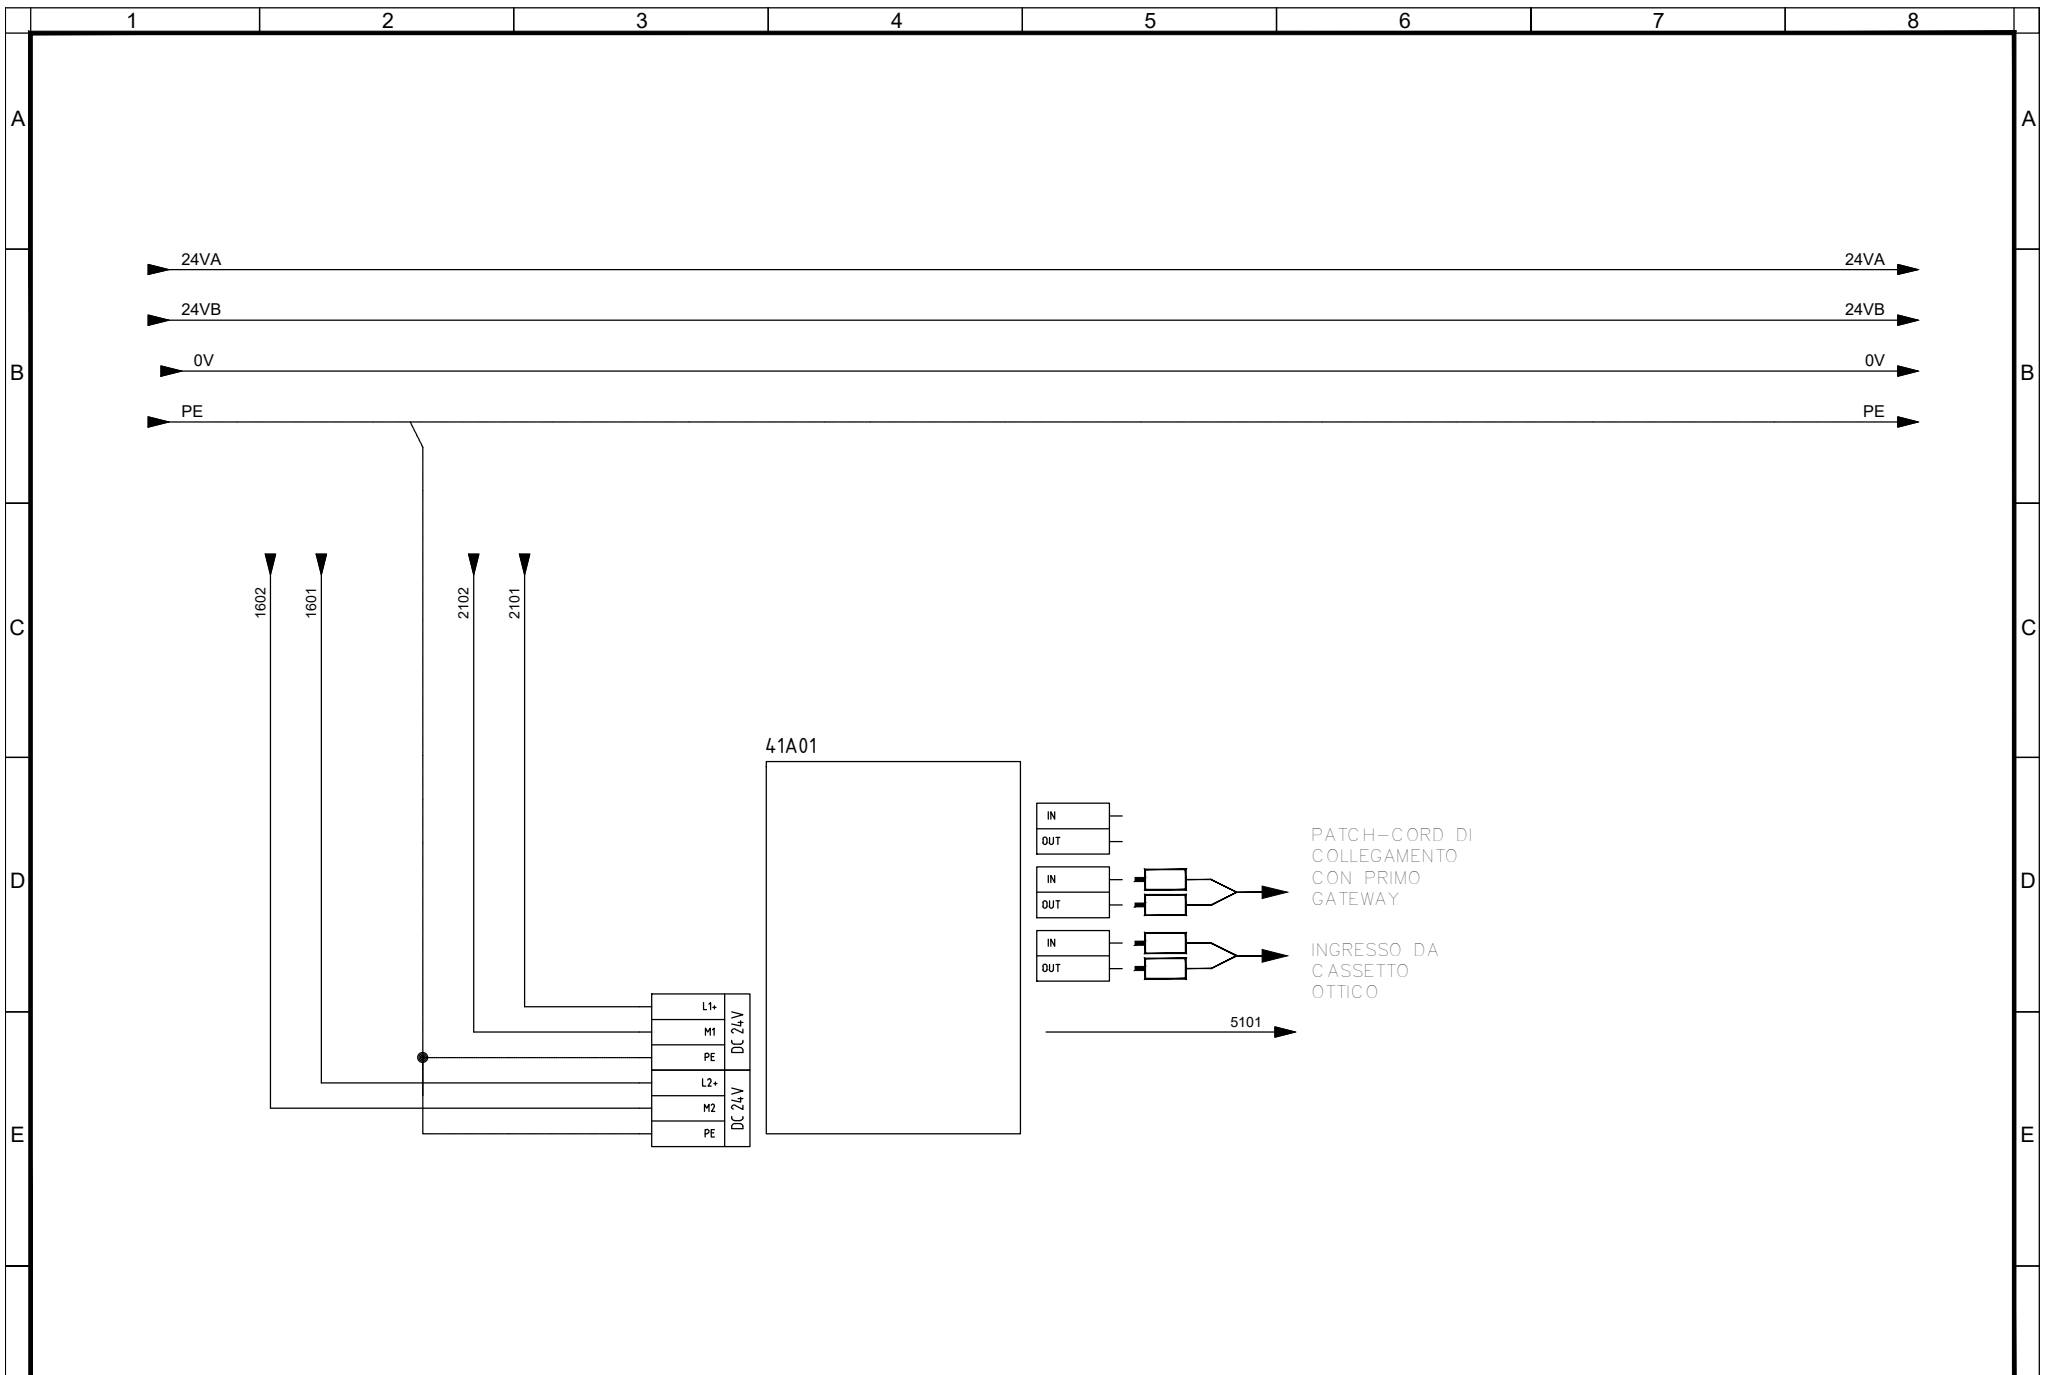 1 2 3 4 5 6 7 8
A A
24VA 24VA
24VB 24VB
B 0V 0V B
PE PE
1602 1601 2102 2101
C C
41A01
IN
OUT
PATCH-CORD DI
COLLEGAMENTO
CON PRIMO
GATEWAY
D D
IN
OUT
IN
OUT
INGRESSO DA
CASSETTO
OTTICO
L1+
M1
PE
DC 24V
5101
L2+
M2
PE
DC 24V
E E